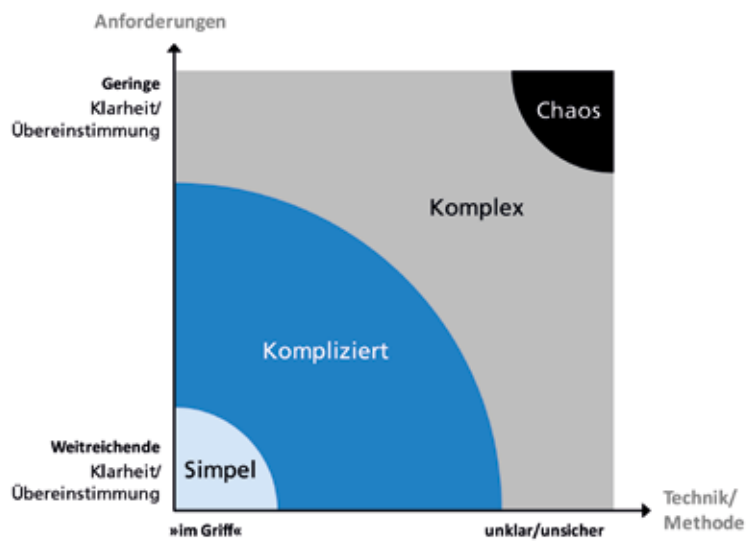 Anforderungen
Geringe
Klarheit/
Übereinstimmung
Chaos
Komplex
Kompliziert
Weitreichende
Klarheit/
Übereinstimmung
Simpel
»im Griff«
unklar/unsicher
Technik/
Methode